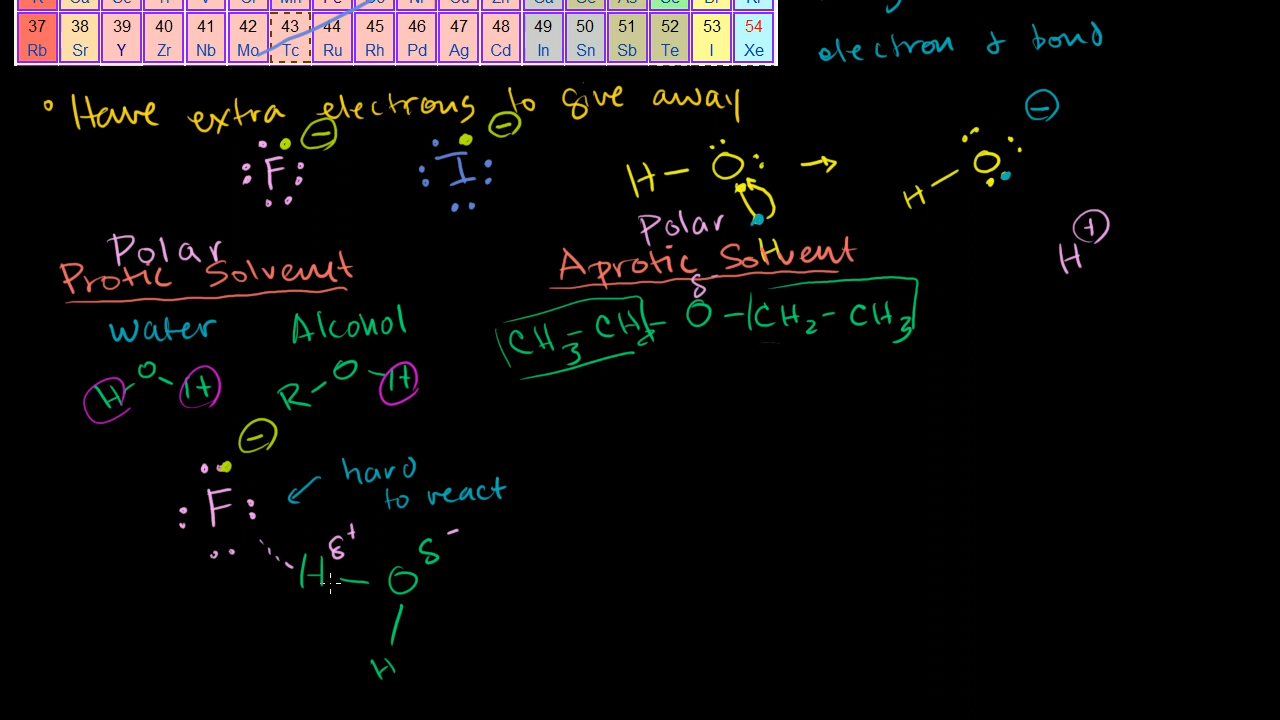 37 38 39 40 41 42 43 44 45 46 47 48 49 50 51 52 53 54
Rb Sr Y Zr Nb Mo Tc Ru Rh Pd Ag Cd In Sn Sb Te I Xe
electron & bond
• Have extra electrons to give away
F −
I −
H – O → H – O −
H
H +
Polar
Protic Solvent
Polar
Aprotic Solvent
δ-
Water Alcohol
CH3 – CH2 – O – CH2 – CH3
H O H R O H
−
F
hard
to react
δ+ δ−
H – O
H